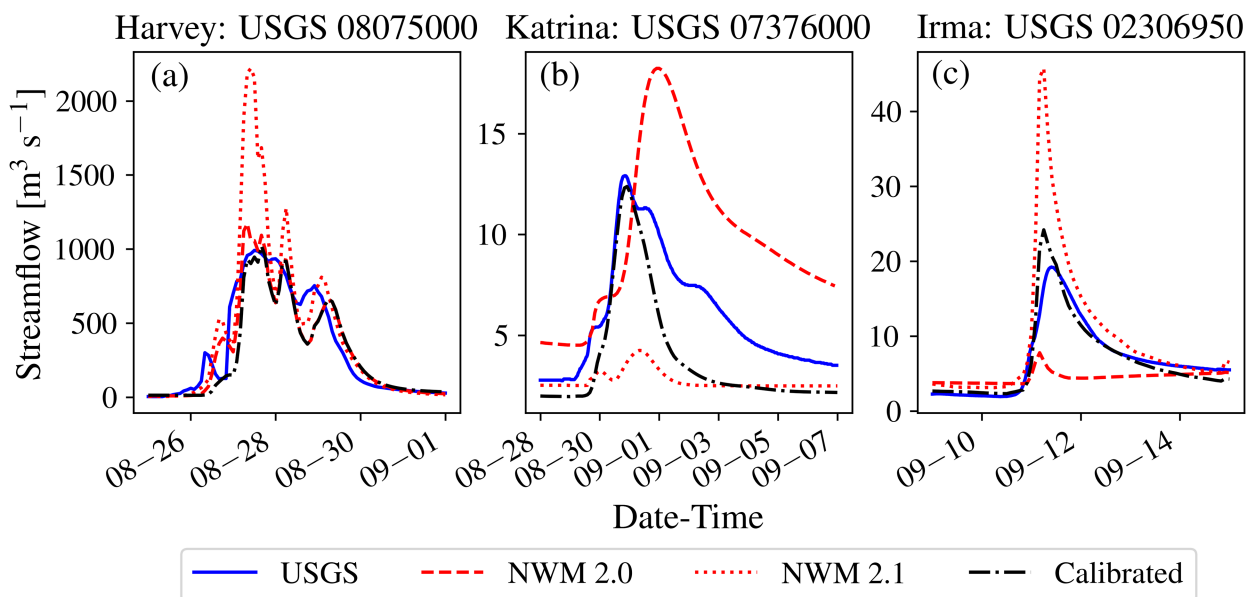 Harvey: USGS 08075000 Katrina: USGS 07376000 Irma: USGS 02306950
(a) (b) (c)
Streamflow [m³ s⁻¹]
2000
1500
1000
500
0
15
10
5
40
30
20
10
0
08−26 08−28 08−30 09−01
08−28 08−30 09−01 09−03 09−05 09−07
09−10 09−12 09−14
Date-Time
USGS NWM 2.0 NWM 2.1 Calibrated